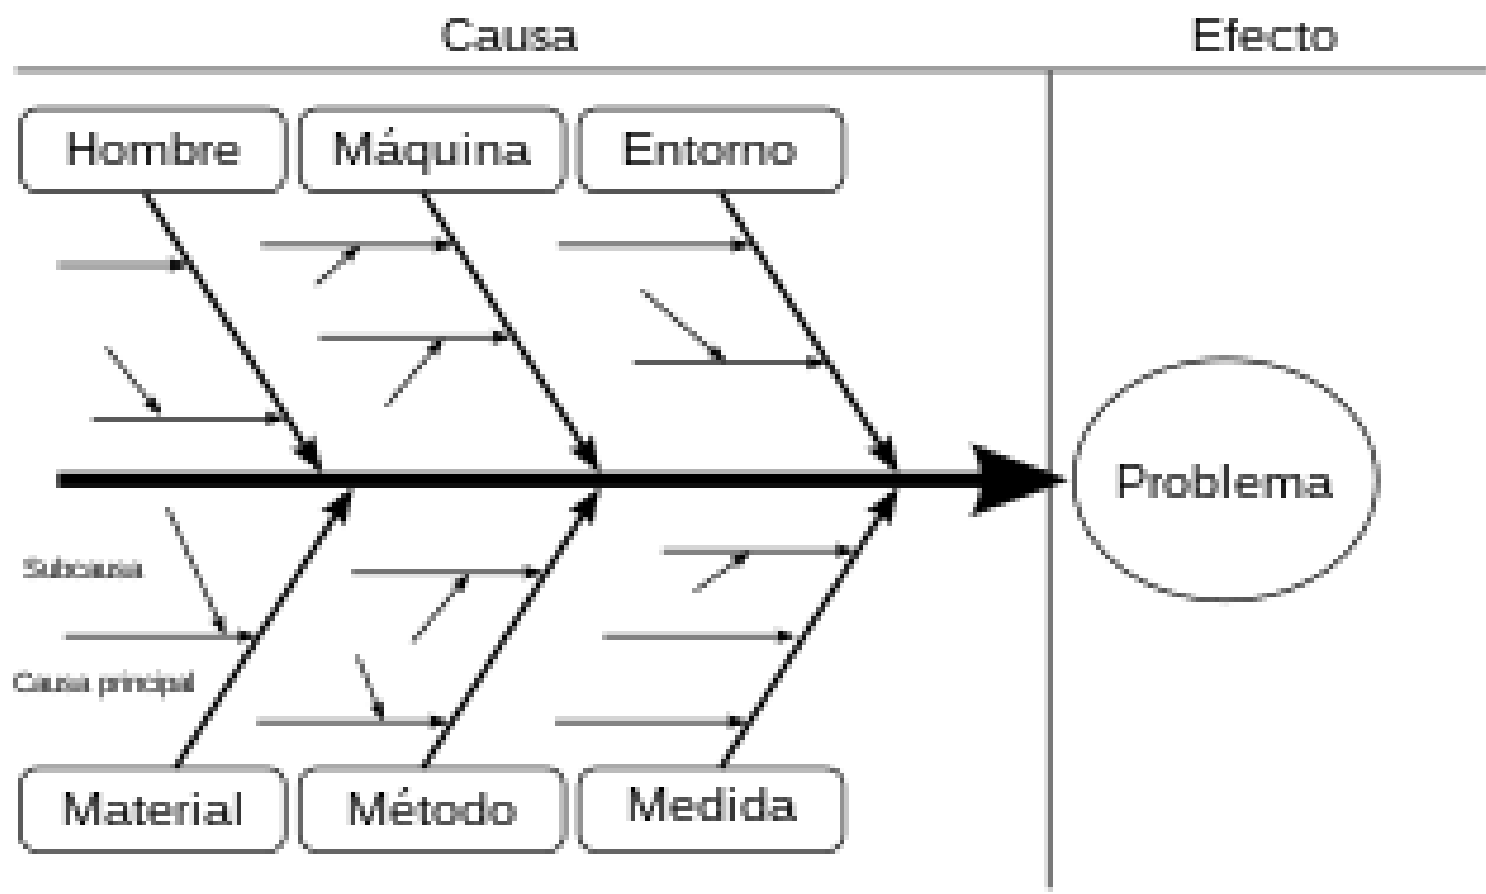 Causa
Efecto
Hombre
Máquina
Entorno
Problema
Subcausa
Causa principal
Material
Método
Medida